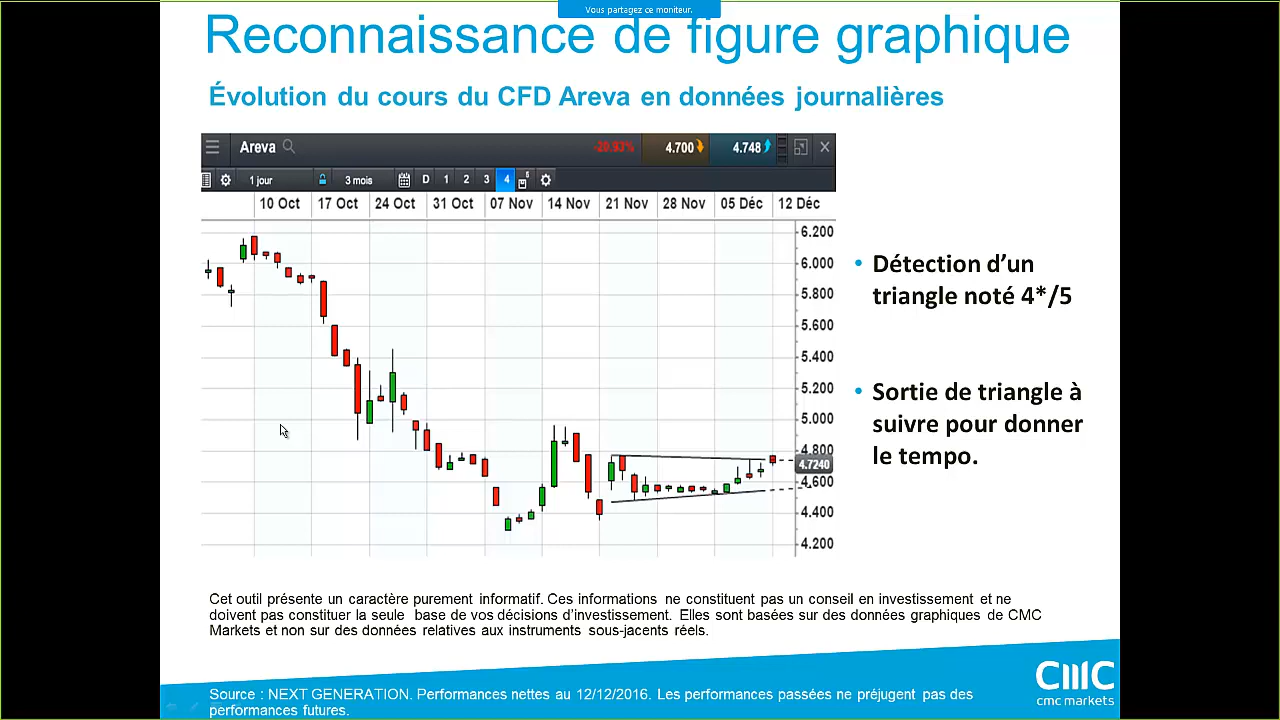 Vous partagez ce moniteur.
Reconnaissance de figure graphique
Évolution du cours du CFD Areva en données journalières
Areva
-20.93%
4.700
4.748
1 jour
3 mois
D 1 2 3 4 5
10 Oct 17 Oct 24 Oct 31 Oct 07 Nov 14 Nov 21 Nov 28 Nov 05 Déc 12 Déc
6.200
6.000
5.800
5.600
5.400
5.200
5.000
4.800
4.7240
4.600
4.400
4.200
• Détection d’un
triangle noté 4*/5
• Sortie de triangle à
suivre pour donner
le tempo.
Cet outil présente un caractère purement informatif. Ces informations ne constituent pas un conseil en investissement et ne
doivent pas constituer la seule base de vos décisions d’investissement. Elles sont basées sur des données graphiques de CMC
Markets et non sur des données relatives aux instruments sous-jacents réels.
Source : NEXT GENERATION. Performances nettes au 12/12/2016. Les performances passées ne préjugent pas des
performances futures.
CMC
cmc markets